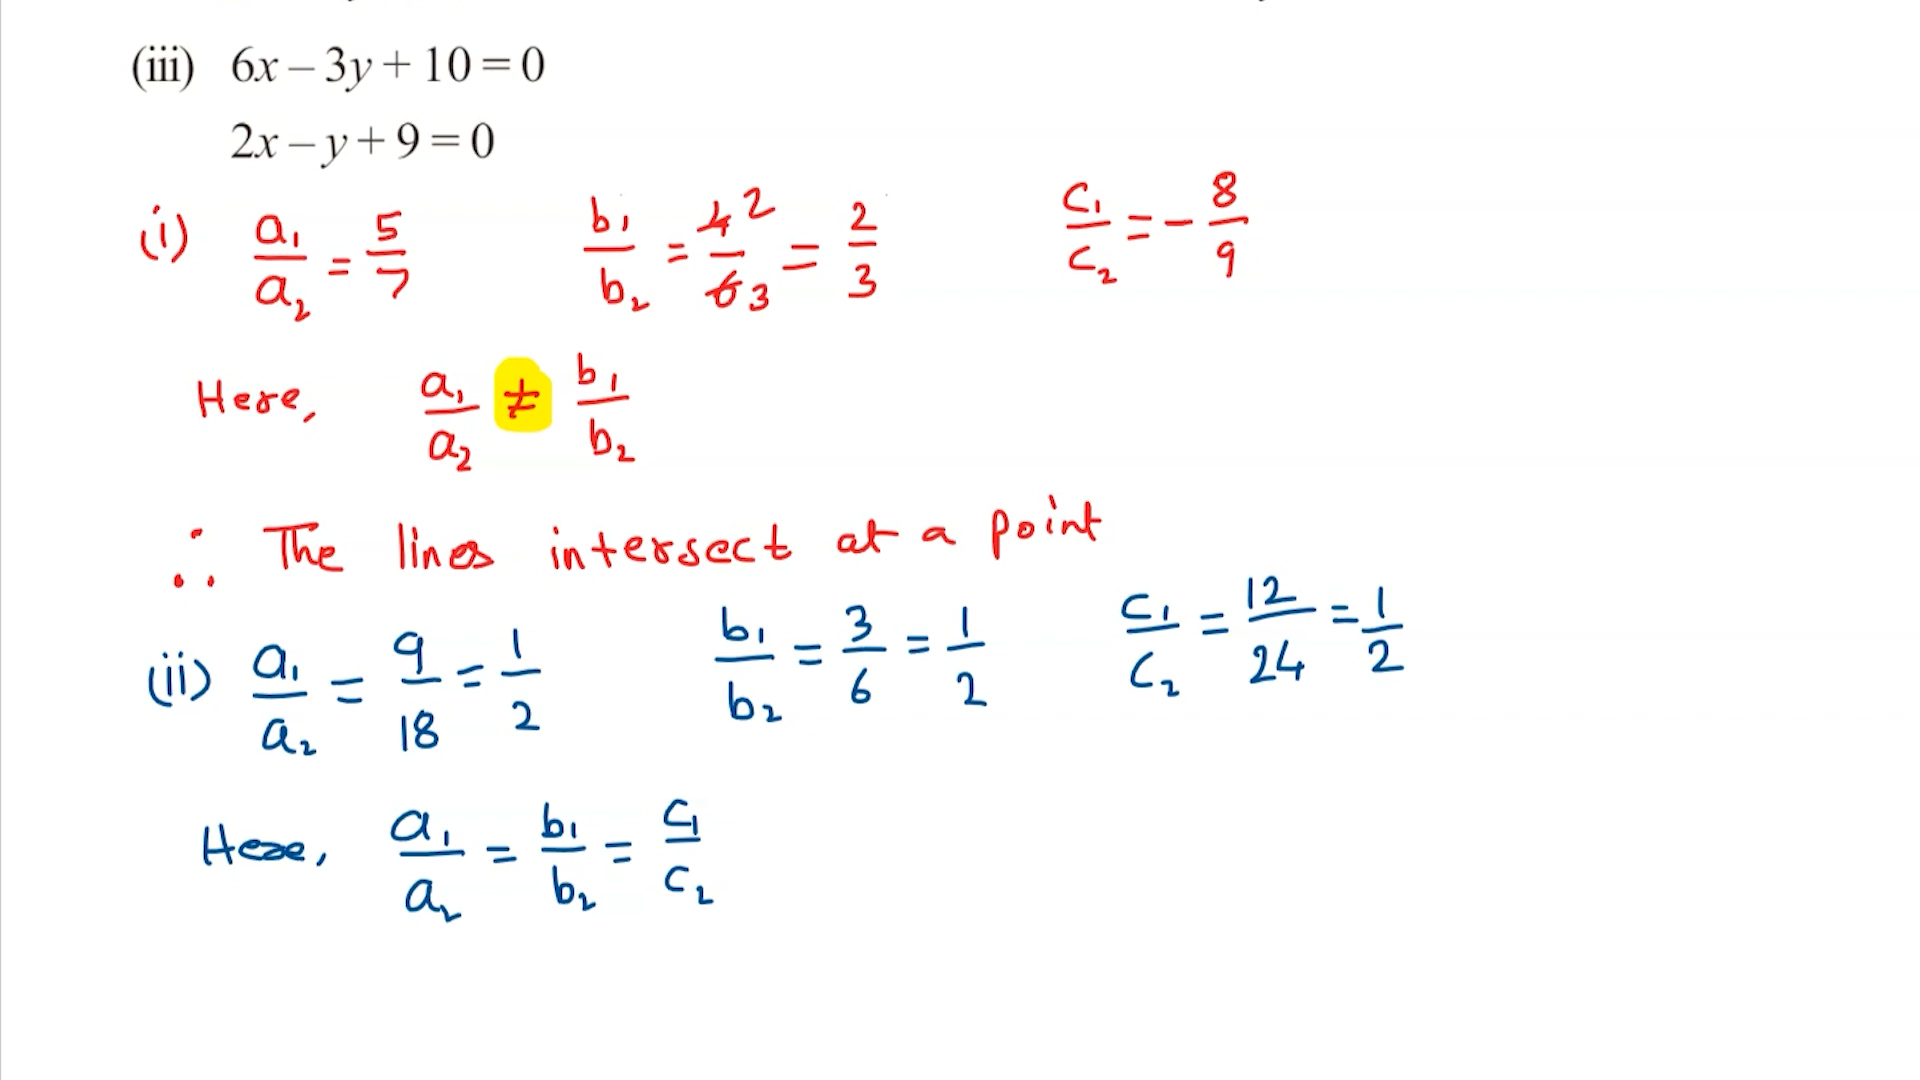 (iii) 6x – 3y + 10 = 0
2x – y + 9 = 0
(i) a₁/a₂ = 5/7 b₁/b₂ = 4²/6₃ = 2/3 c₁/c₂ = - 8/9
Here, a₁/a₂ ≠ b₁/b₂
∴ The lines intersect at a point
(ii) a₁/a₂ = 9/18 = 1/2 b₁/b₂ = 3/6 = 1/2 c₁/c₂ = 12/24 = 1/2
Here, a₁/a₂ = b₁/b₂ = c₁/c₂